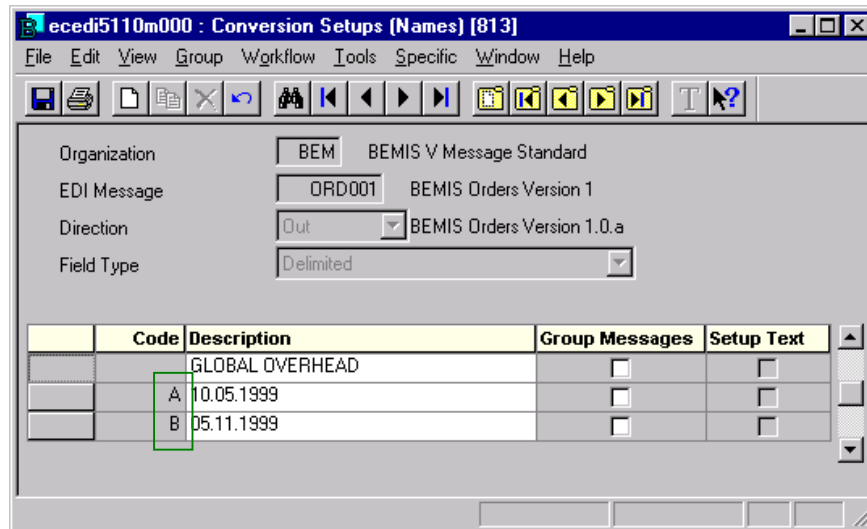 ecedi5110m000 : Conversion Setups (Names) [813]
File Edit View Group Workflow Tools Specific Window Help
T ?
Organization BEM BEMIS V Message Standard
EDI Message ORD001 BEMIS Orders Version 1
Direction Out BEMIS Orders Version 1.0.a
Field Type Delimited
Code Description Group Messages Setup Text
GLOBAL OVERHEAD
A 10.05.1999
B 05.11.1999